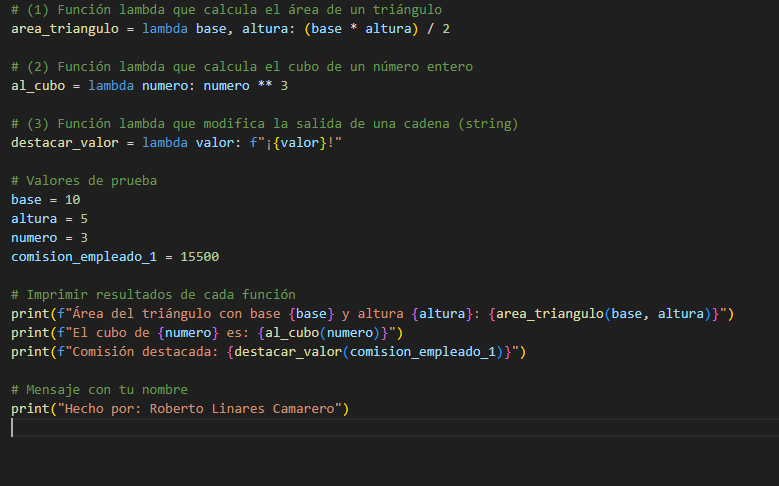 # (1) Función lambda que calcula el área de un triángulo
area_triangulo = lambda base, altura: (base * altura) / 2
# (2) Función lambda que calcula el cubo de un número entero
al_cubo = lambda numero: numero ** 3
# (3) Función lambda que modifica la salida de una cadena (string)
destacar_valor = lambda valor: f"¡{valor}!"
# Valores de prueba
base = 10
altura = 5
numero = 3
comision_empleado_1 = 15500
# Imprimir resultados de cada función
print(f"Área del triángulo con base {base} y altura {altura}: {area_triangulo(base, altura)}")
print(f"El cubo de {numero} es: {al_cubo(numero)}")
print(f"Comisión destacada: {destacar_valor(comision_empleado_1)}")
# Mensaje con tu nombre
print("Hecho por: Roberto Linares Camarero")